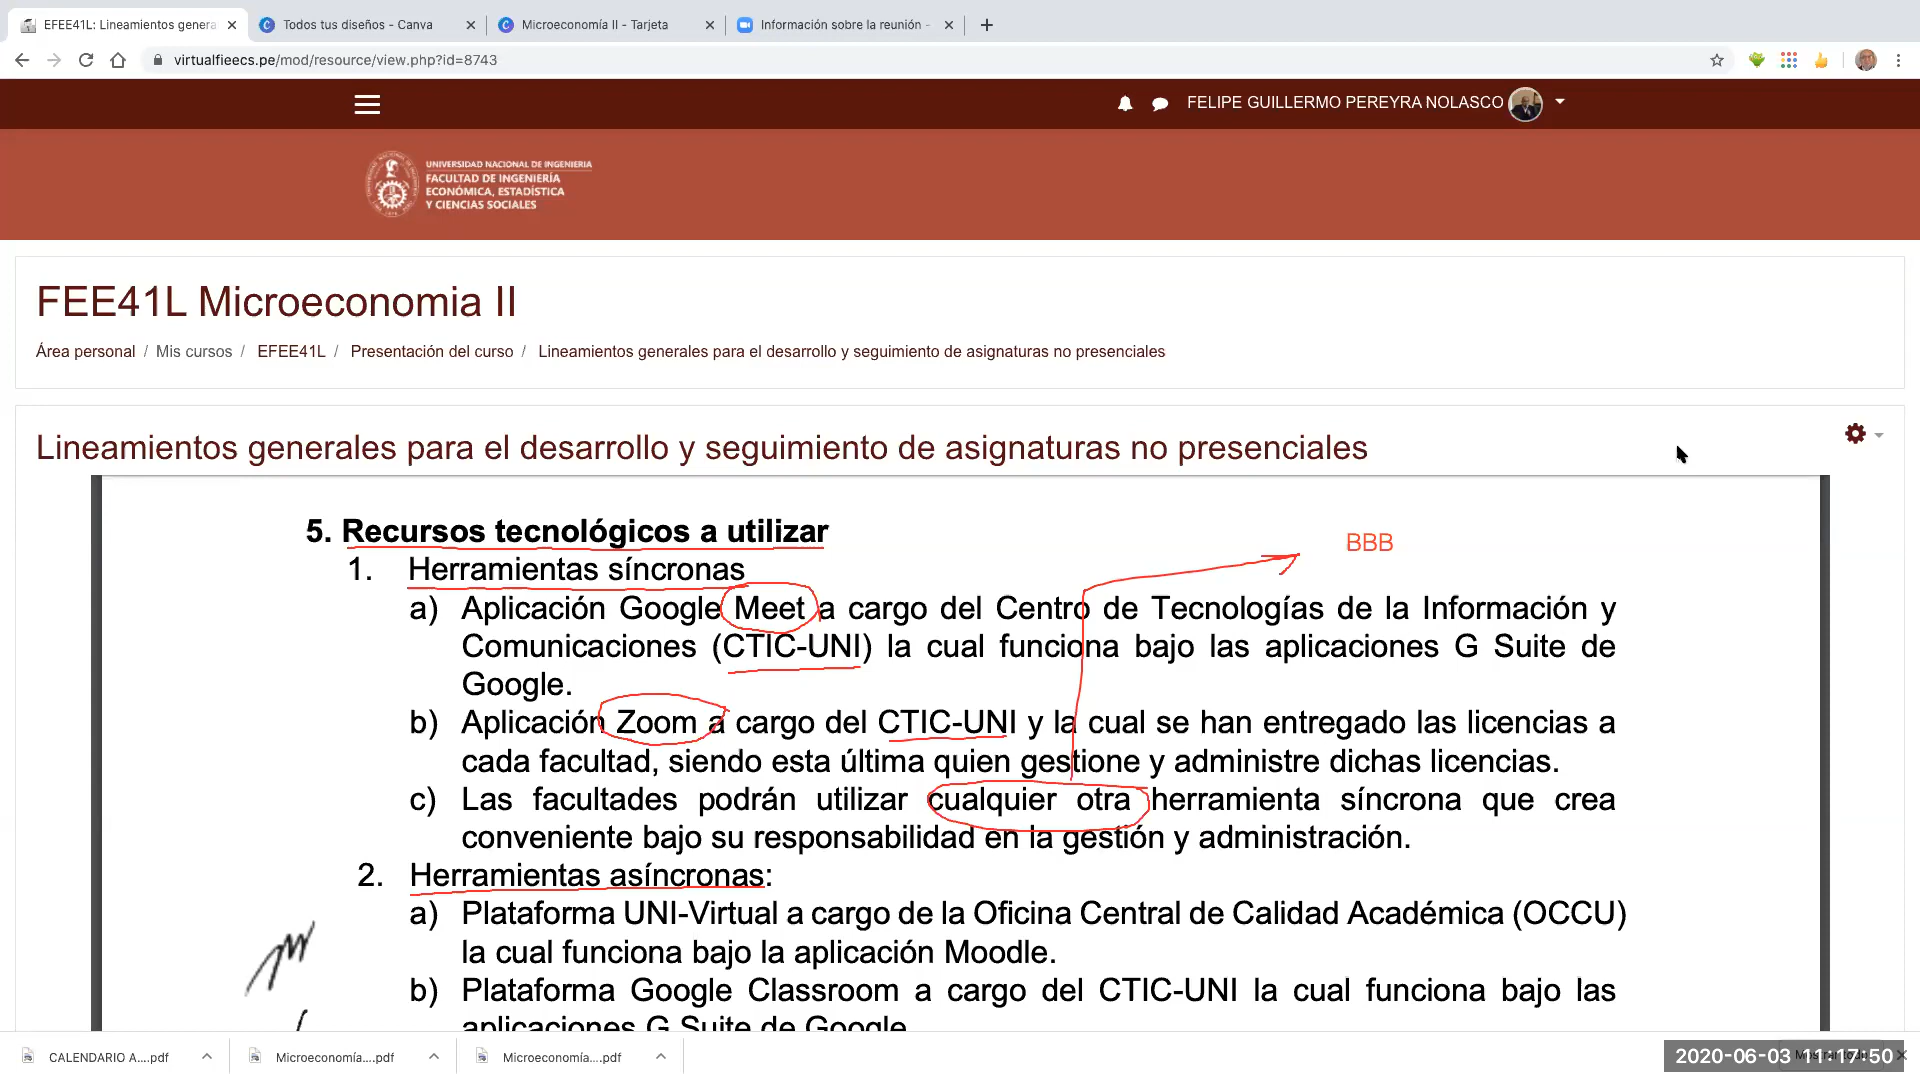 EFEE41L: Lineamientos genera
Todos tus diseños - Canva
Microeconomía II - Tarjeta
Información sobre la reunión -
virtualfieecs.pe/mod/resource/view.php?id=8743
FELIPE GUILLERMO PEREYRA NOLASCO
UNIVERSIDAD NACIONAL DE INGENIERIA
FACULTAD DE INGENIERÍA
ECONÓMICA, ESTADÍSTICA
Y CIENCIAS SOCIALES
FEE41L Microeconomia II
Área personal / Mis cursos / EFEE41L / Presentación del curso / Lineamientos generales para el desarrollo y seguimiento de asignaturas no presenciales
Lineamientos generales para el desarrollo y seguimiento de asignaturas no presenciales
5. Recursos tecnológicos a utilizar
BBB
1. Herramientas síncronas
a) Aplicación Google Meet a cargo del Centro de Tecnologías de la Información y
Comunicaciones (CTIC-UNI) la cual funciona bajo las aplicaciones G Suite de
Google.
b) Aplicación Zoom a cargo del CTIC-UNI y la cual se han entregado las licencias a
cada facultad, siendo esta última quien gestione y administre dichas licencias.
c) Las facultades podrán utilizar cualquier otra herramienta síncrona que crea
conveniente bajo su responsabilidad en la gestión y administración.
2. Herramientas asíncronas:
a) Plataforma UNI-Virtual a cargo de la Oficina Central de Calidad Académica (OCCU)
la cual funciona bajo la aplicación Moodle.
b) Plataforma Google Classroom a cargo del CTIC-UNI la cual funciona bajo las
aplicaciones G Suite de Google
CALENDARIO A....pdf
Microeconomía....pdf
Microeconomía....pdf
2020-06-03 11:17:50